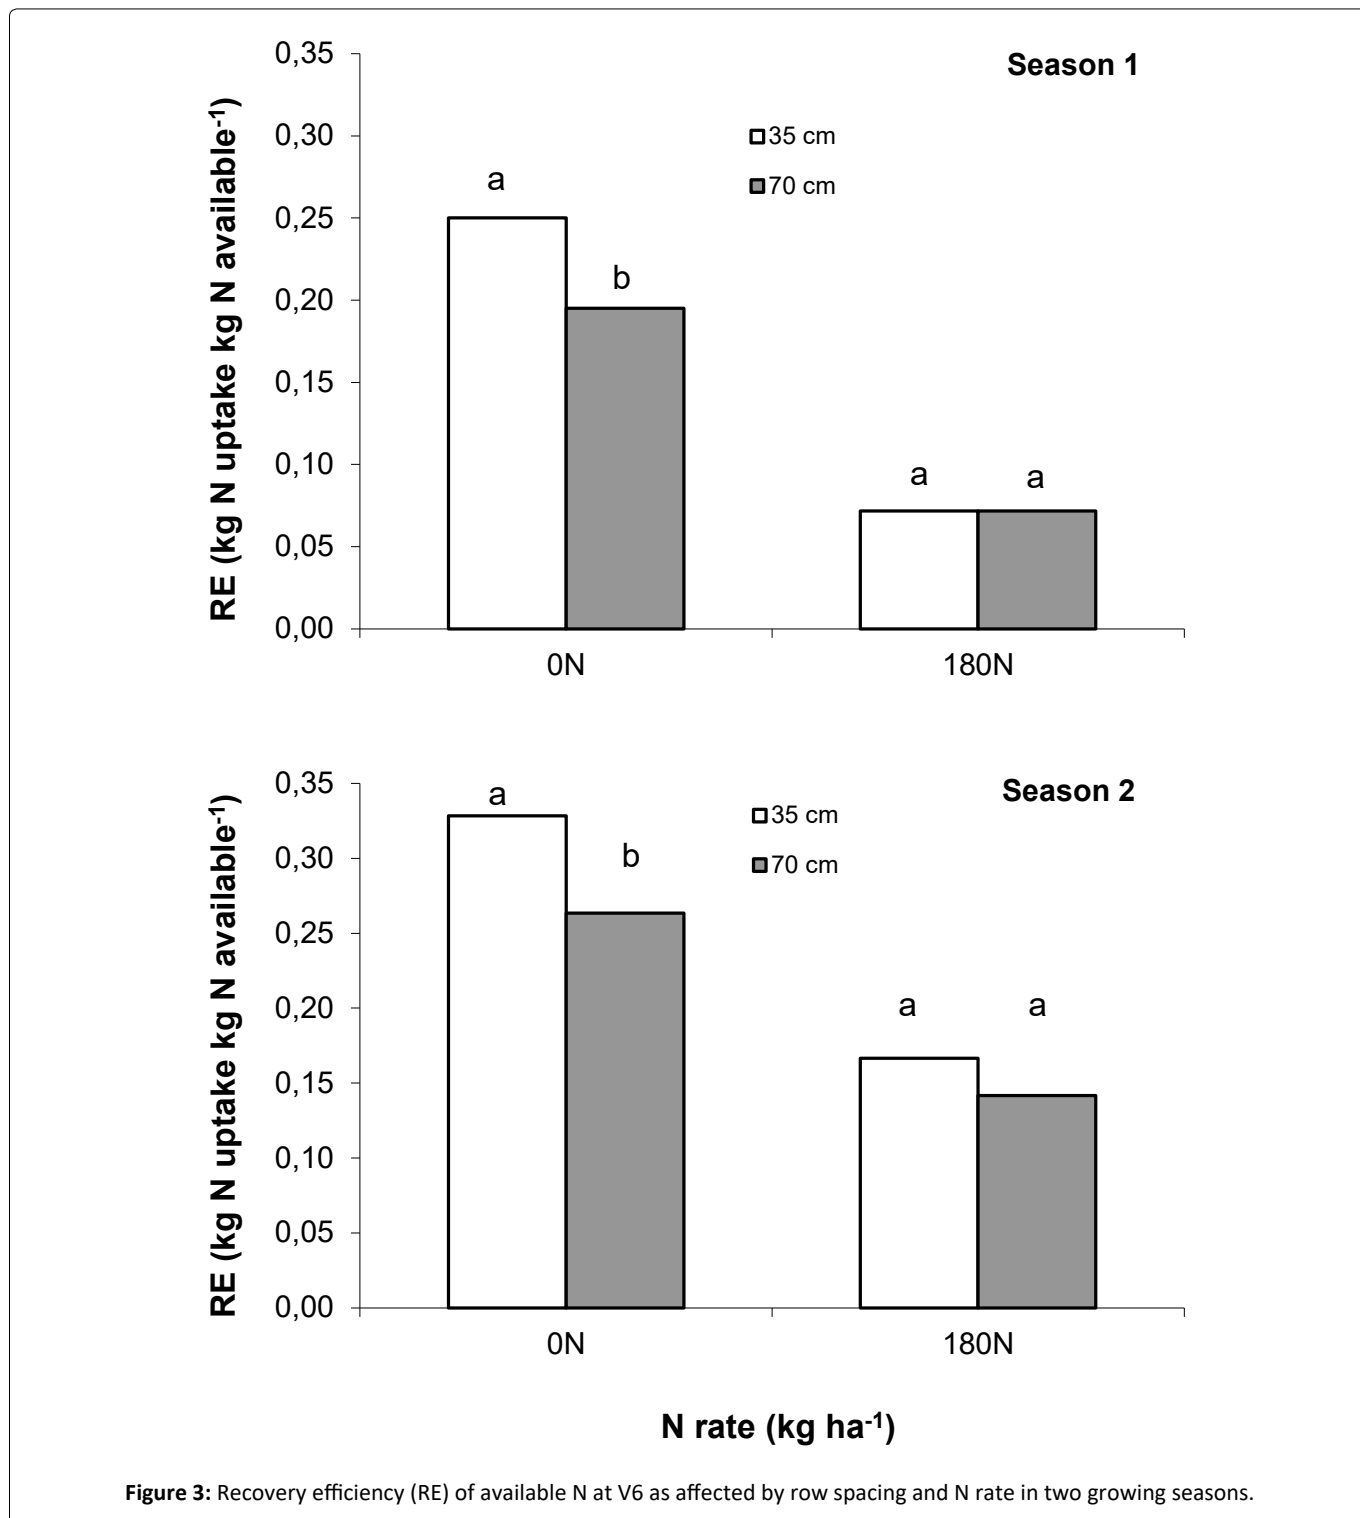 Season 1
RE (kg N uptake kg N available-1)
0,35
0,30
0,25
0,20
0,15
0,10
0,05
0,00
35 cm
70 cm
a
b
a
a
0N
180N
Season 2
RE (kg N uptake kg N available-1)
0,35
0,30
0,25
0,20
0,15
0,10
0,05
0,00
35 cm
70 cm
a
b
a
a
0N
180N
N rate (kg ha-1)
Figure 3: Recovery efficiency (RE) of available N at V6 as affected by row spacing and N rate in two growing seasons.